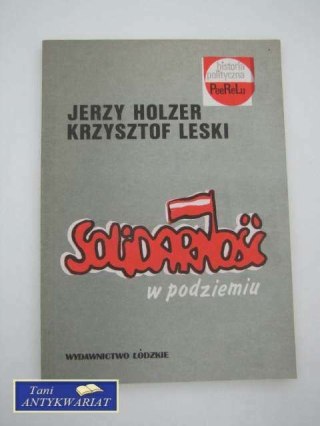 historia
polityczna
PeeReLu
JERZY HOLZER
KRZYSZTOF LESKI
SOLIDARNOŚĆ
w podziemiu
WYDAWNICTWO ŁÓDZKIE
Tani
ANTYKWARIAT